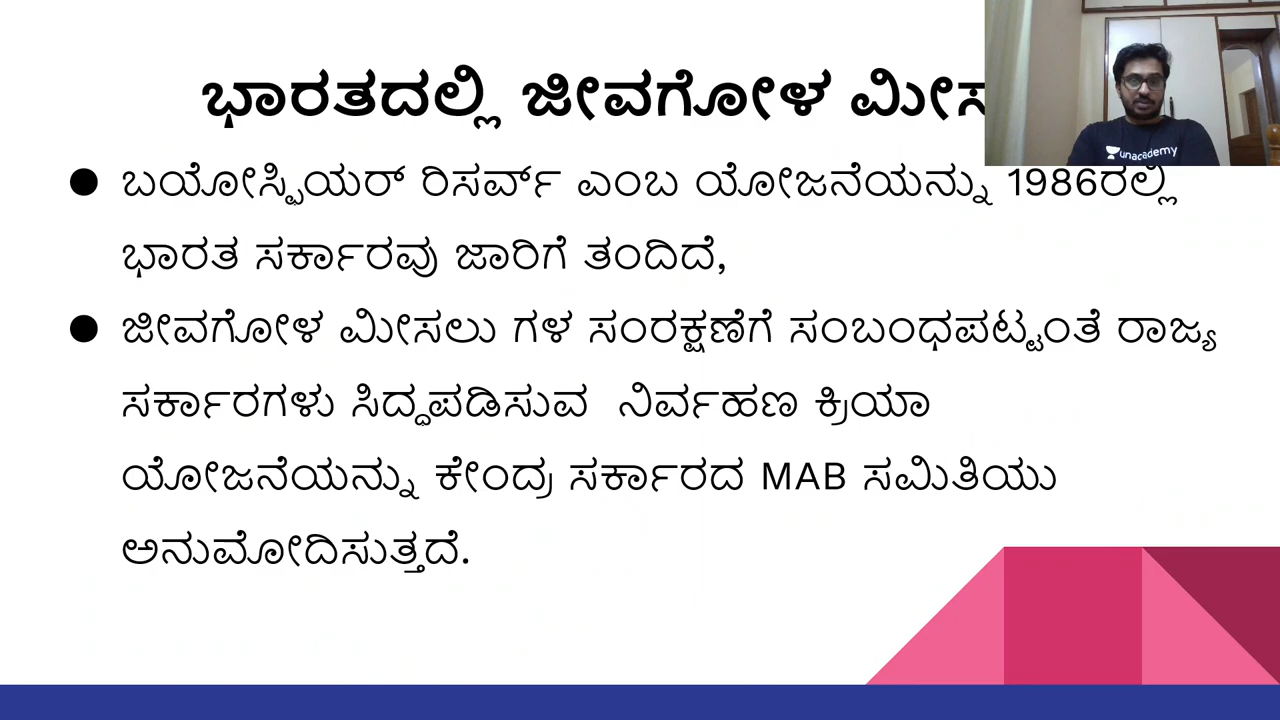 ಭಾರತದಲ್ಲಿ ಜೀವಗೋಳ
unacademy
ಬಯೋಸ್ಫಿಯರ್ ರಿಸರ್ವ್ ಎಂಬ ಯೋಜನೆಯನ್ನು 1986ರಲ್ಲಿ
ಭಾರತ ಸರ್ಕಾರವು ಜಾರಿಗೆ ತಂದಿದೆ,
ಜೀವಗೋಳ ಮೀಸಲು ಗಳ ಸಂರಕ್ಷಣೆಗೆ ಸಂಬಂಧಪಟ್ಟಂತೆ ರಾಜ್ಯ
ಸರ್ಕಾರಗಳು ಸಿದ್ದಪಡಿಸುವ ನಿರ್ವಹಣ ಕ್ರಿಯಾ
ಯೋಜನೆಯನ್ನು ಕೇಂದ್ರ ಸರ್ಕಾರದ MAB ಸಮಿತಿಯು
ಅನುಮೋದಿಸುತ್ತದೆ.